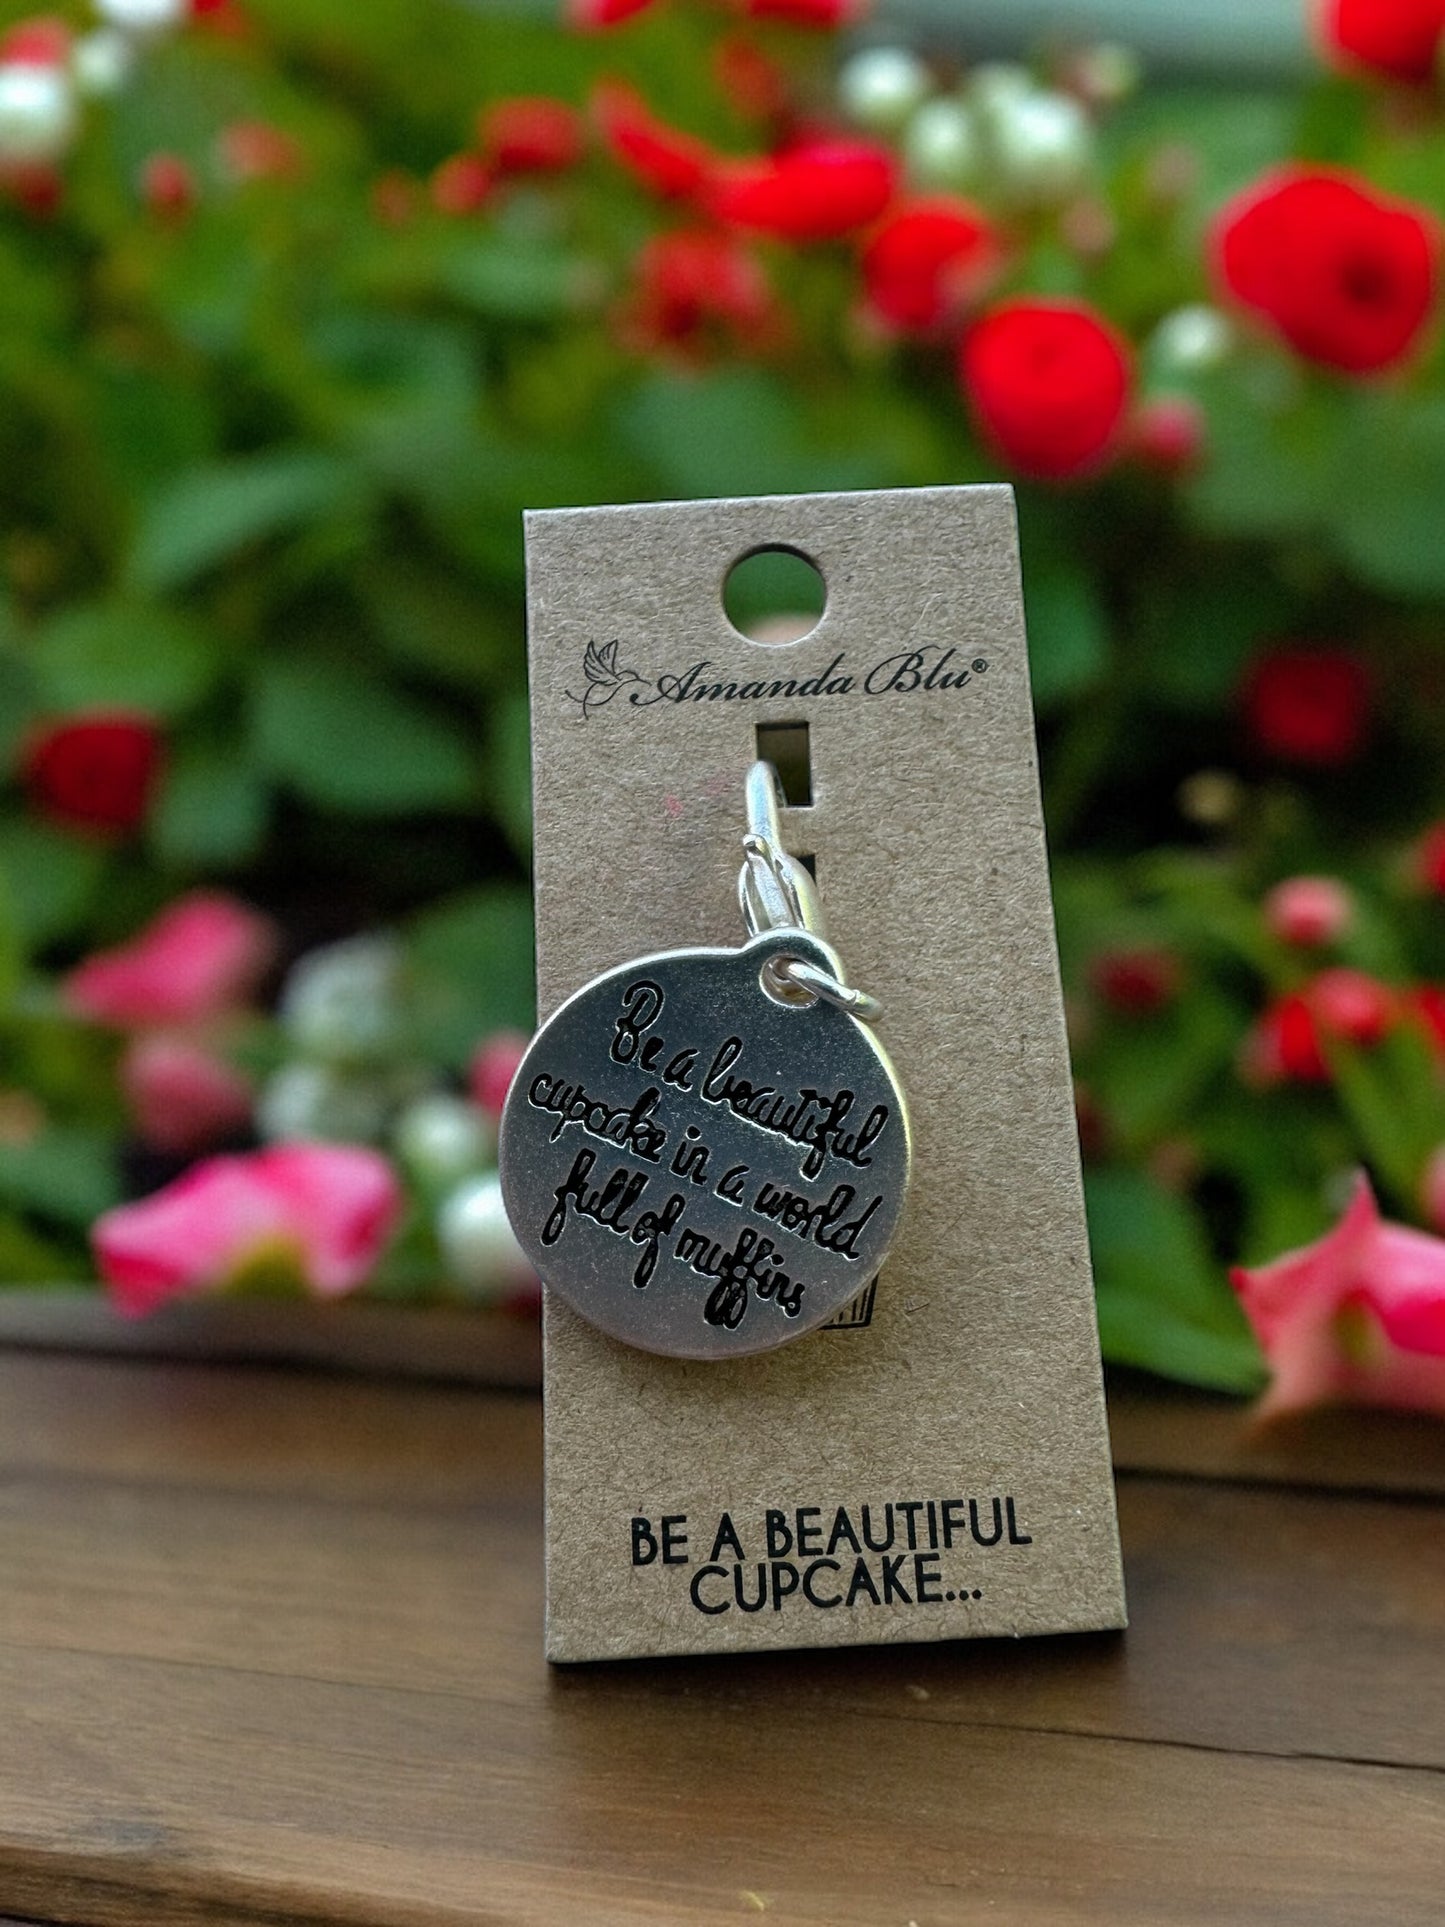 Amanda Blu®
Be a beautiful
cupcake in a world
full of muffins
BE A BEAUTIFUL
CUPCAKE...